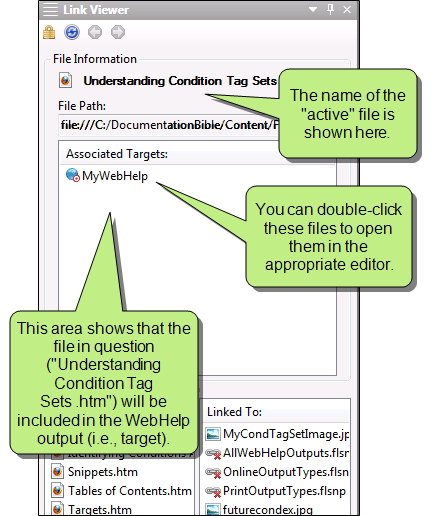 Link Viewer
File Information
Understanding Condition Tag Sets
File Path:
file:///C:/DocumentationBible/Content/F
The name of the
"active" file is
shown here.
Associated Targets:
MyWebHelp
You can double-click
these files to open
them in the
appropriate editor.
This area shows that the
file in question
("Understanding
Condition Tag
Sets .htm") will be
included in the WebHelp
output (i.e., target).
Linked To:
MyCondTagSetImage.jp
AllWebHelpOutputs.flsn
Snippets.htm
OnlineOutputTypes.flsn
Tables of Contents.htm
PrintOutputTypes.flsnp
Targets.htm
futurecondex.jpg